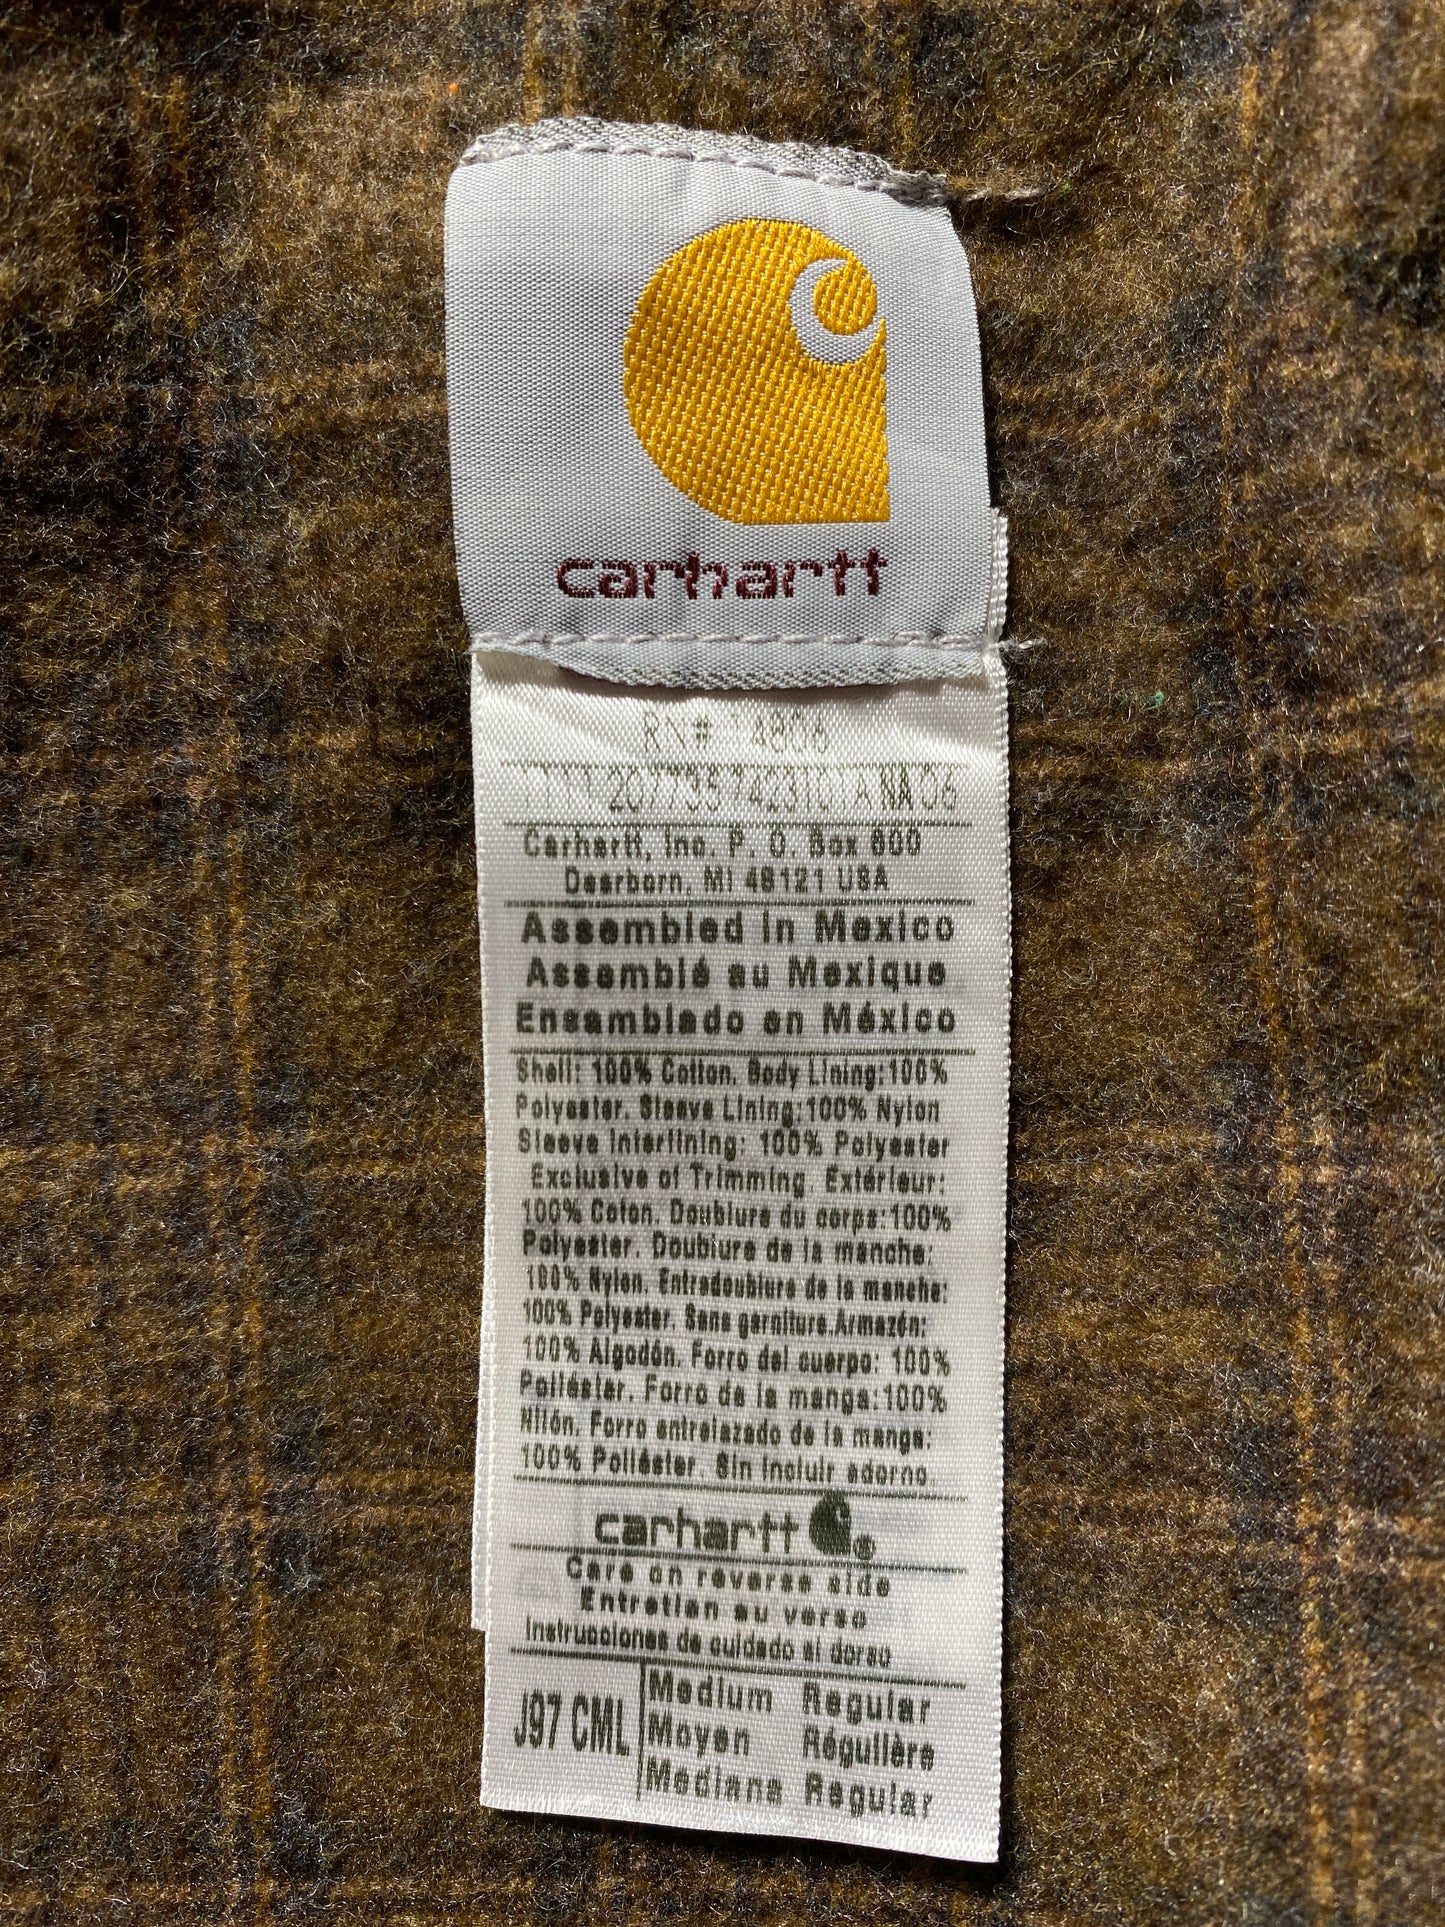 carhartt
RN# 14806
Carhartt, Inc. P. O. Box 600
Dearborn, MI 48121 USA
Assembled in Mexico
Assemblé au Mexique
Ensamblado en México
Shell: 100% Cotton. Body Lining:100%
Polyester. Sleeve Lining:100% Nylon
Sleeve Interlining: 100% Polyester
Exclusive of Trimming. Extérieur:
100% Coton. Doublure du corps:100%
Polyester. Doublure de la manche:
100% Nylon. Entredoublure de la manche:
100% Polyester. Sans garniture.Armazón:
100% Algodón. Forro del cuerpo: 100%
Poliéster. Forro de la manga:100%
Nilón. Forro entrelazado de la manga:
100% Poliéster. Sin incluir adorno.
carhartt ®
Care on reverse side
Entretien au verso
Instrucciones de cuidado al dorso
J97 CML
Medium Regular
Moyen Régulière
Mediana Regular